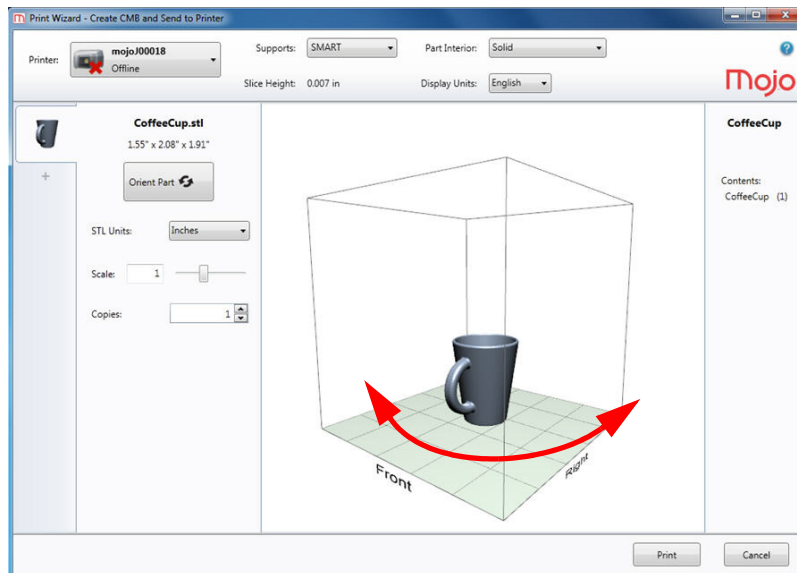 Print Wizard - Create CMB and Send to Printer
Printer:
mojoJ00018
Offline
Supports:
SMART
Part Interior:
Solid
Slice Height:
0.007 in
Display Units:
English
?
Mojo
CoffeeCup.stl
1.55" x 2.08" x 1.91"
Orient Part
STL Units:
Inches
Scale:
1
Copies:
1
+
Front
Right
CoffeeCup
Contents:
CoffeeCup (1)
Print
Cancel